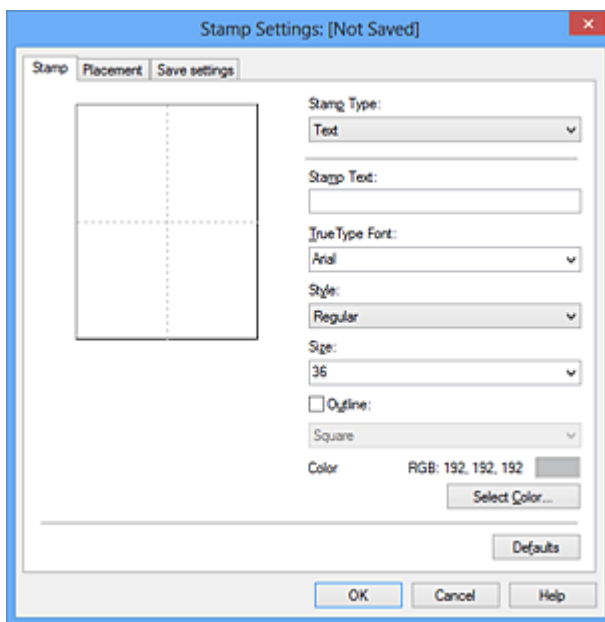 Stamp Settings: [Not Saved]
Stamp Placement Save settings
Stamp Type:
Text
Stamp Text:
TrueType Font:
Arial
Style:
Regular
Size:
36
Outline:
Square
Color RGB: 192, 192, 192
Select Color...
Defaults
OK Cancel Help